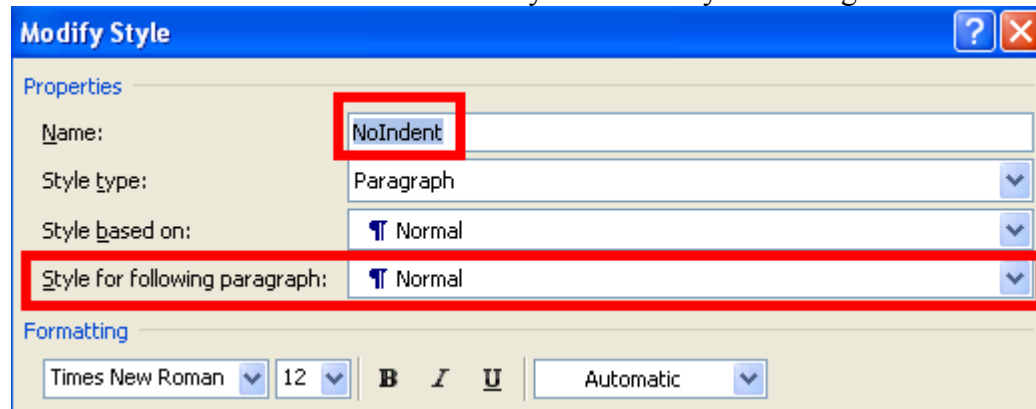 Modify Style
Properties
Name: NoIndent
Style type: Paragraph
Style based on: ¶ Normal
Style for following paragraph: ¶ Normal
Formatting
Times New Roman 12 B I U Automatic